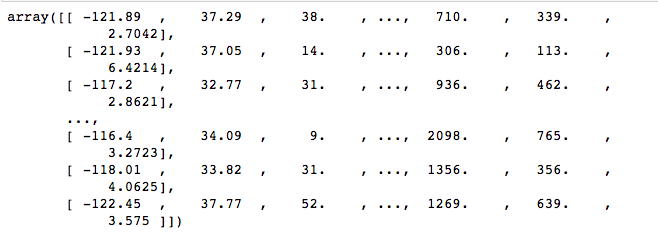 array([[ -121.89  ,    37.29  ,    38.    , ...,   710.    ,   339.    ,
            2.7042],
       [ -121.93  ,    37.05  ,    14.    , ...,   306.    ,   113.    ,
            6.4214],
       [ -117.2   ,    32.77  ,    31.    , ...,   936.    ,   462.    ,
            2.8621],
       ...,
       [ -116.4   ,    34.09  ,     9.    , ...,  2098.    ,   765.    ,
            3.2723],
       [ -118.01  ,    33.82  ,    31.    , ...,  1356.    ,   356.    ,
            4.0625],
       [ -122.45  ,    37.77  ,    52.    , ...,  1269.    ,   639.    ,
            3.575 ]])